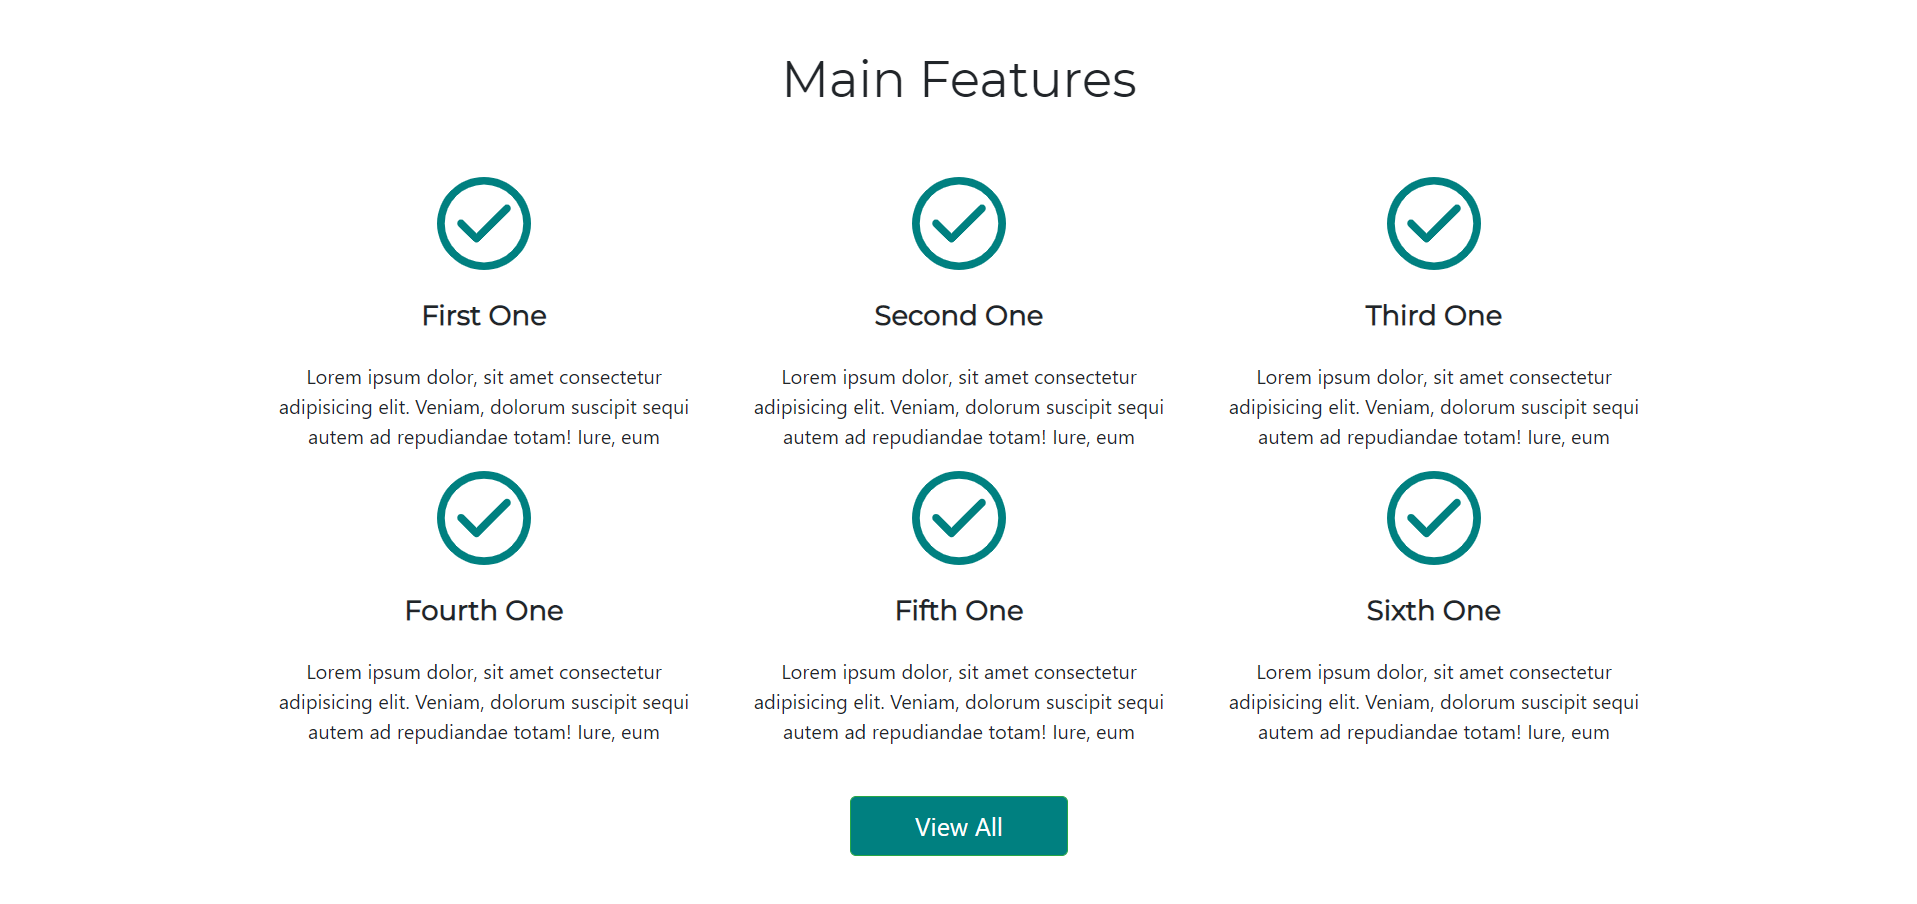 Main Features
First One
Lorem ipsum dolor, sit amet consectetur
adipisicing elit. Veniam, dolorum suscipit sequi
autem ad repudiandae totam! Iure, eum
Second One
Lorem ipsum dolor, sit amet consectetur
adipisicing elit. Veniam, dolorum suscipit sequi
autem ad repudiandae totam! Iure, eum
Third One
Lorem ipsum dolor, sit amet consectetur
adipisicing elit. Veniam, dolorum suscipit sequi
autem ad repudiandae totam! Iure, eum
Fourth One
Lorem ipsum dolor, sit amet consectetur
adipisicing elit. Veniam, dolorum suscipit sequi
autem ad repudiandae totam! Iure, eum
Fifth One
Lorem ipsum dolor, sit amet consectetur
adipisicing elit. Veniam, dolorum suscipit sequi
autem ad repudiandae totam! Iure, eum
Sixth One
Lorem ipsum dolor, sit amet consectetur
adipisicing elit. Veniam, dolorum suscipit sequi
autem ad repudiandae totam! Iure, eum
View All